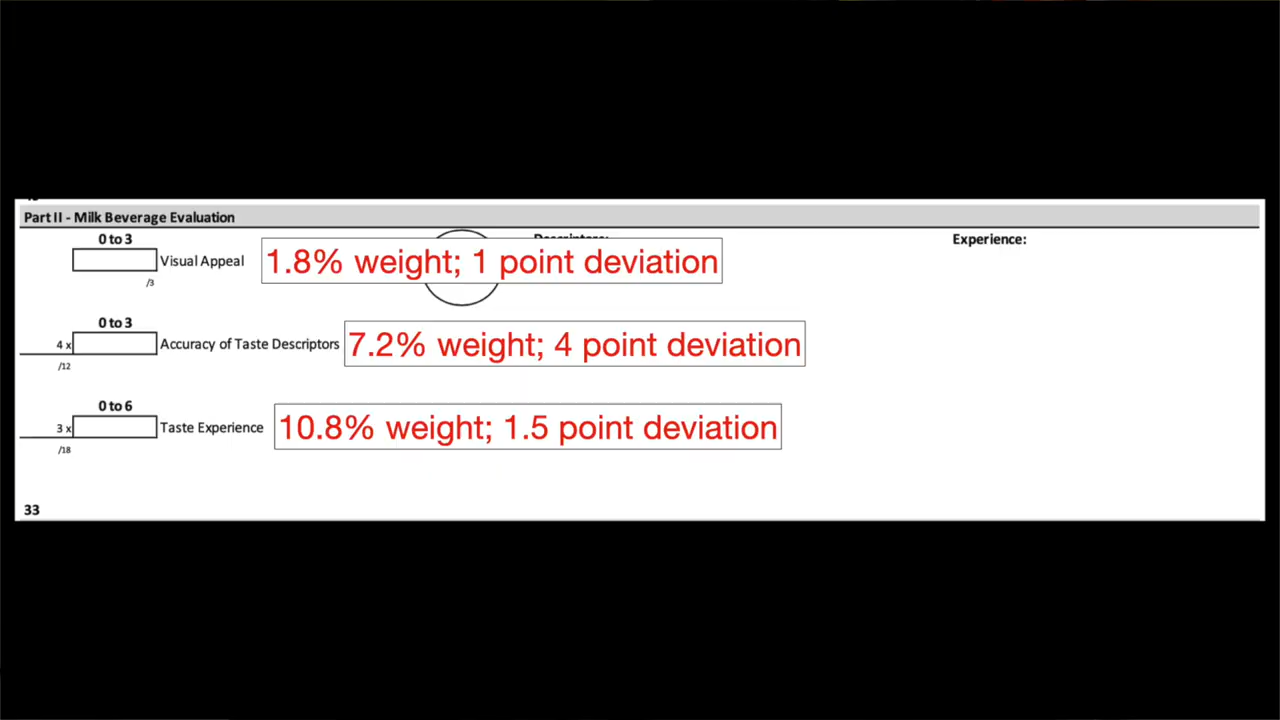 Part II - Milk Beverage Evaluation
0 to 3
Experience:
Visual Appeal
1.8% weight; 1 point deviation
/3
0 to 3
4 x
Accuracy of Taste Descriptors
7.2% weight; 4 point deviation
/12
0 to 6
3 x
Taste Experience
10.8% weight; 1.5 point deviation
/18
33